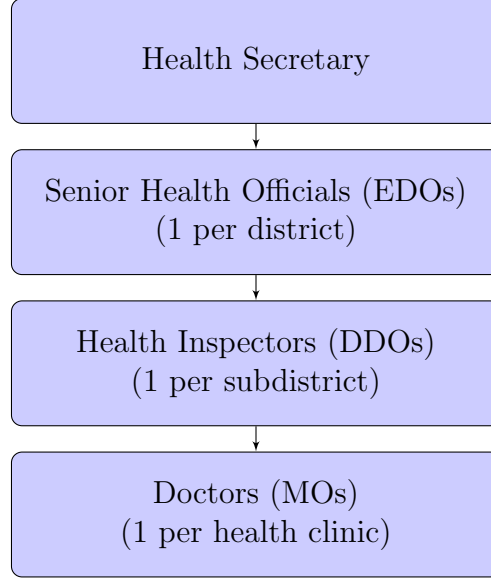 Health Secretary
Senior Health Officials (EDOs)
(1 per district)
Health Inspectors (DDOs)
(1 per subdistrict)
Doctors (MOs)
(1 per health clinic)